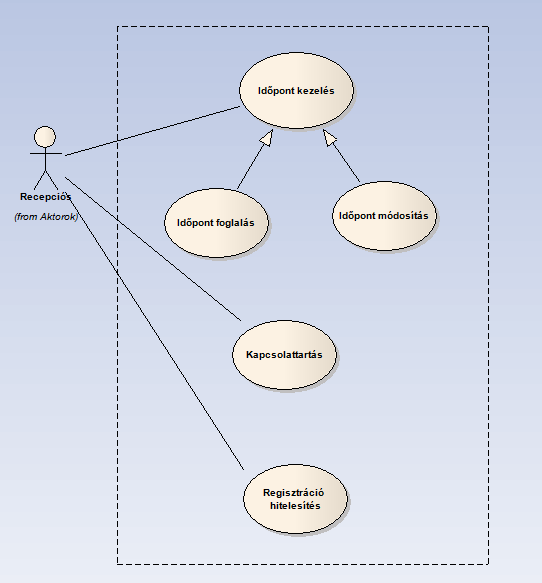 Időpont kezelés
Recepciós
(from Aktorok)
Időpont foglalás
Időpont módosítás
Kapcsolattartás
Regisztráció
hitelesítés